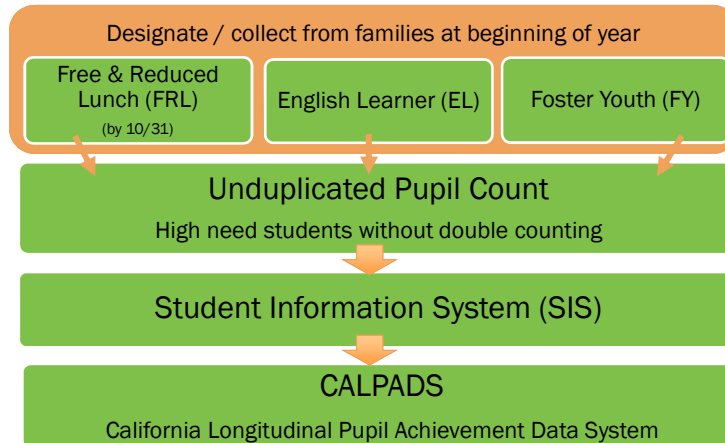 Designate / collect from families at beginning of year
Free & Reduced
Lunch (FRL)
(by 10/31)
English Learner (EL)
Foster Youth (FY)
Unduplicated Pupil Count
High need students without double counting
Student Information System (SIS)
CALPADS
California Longitudinal Pupil Achievement Data System